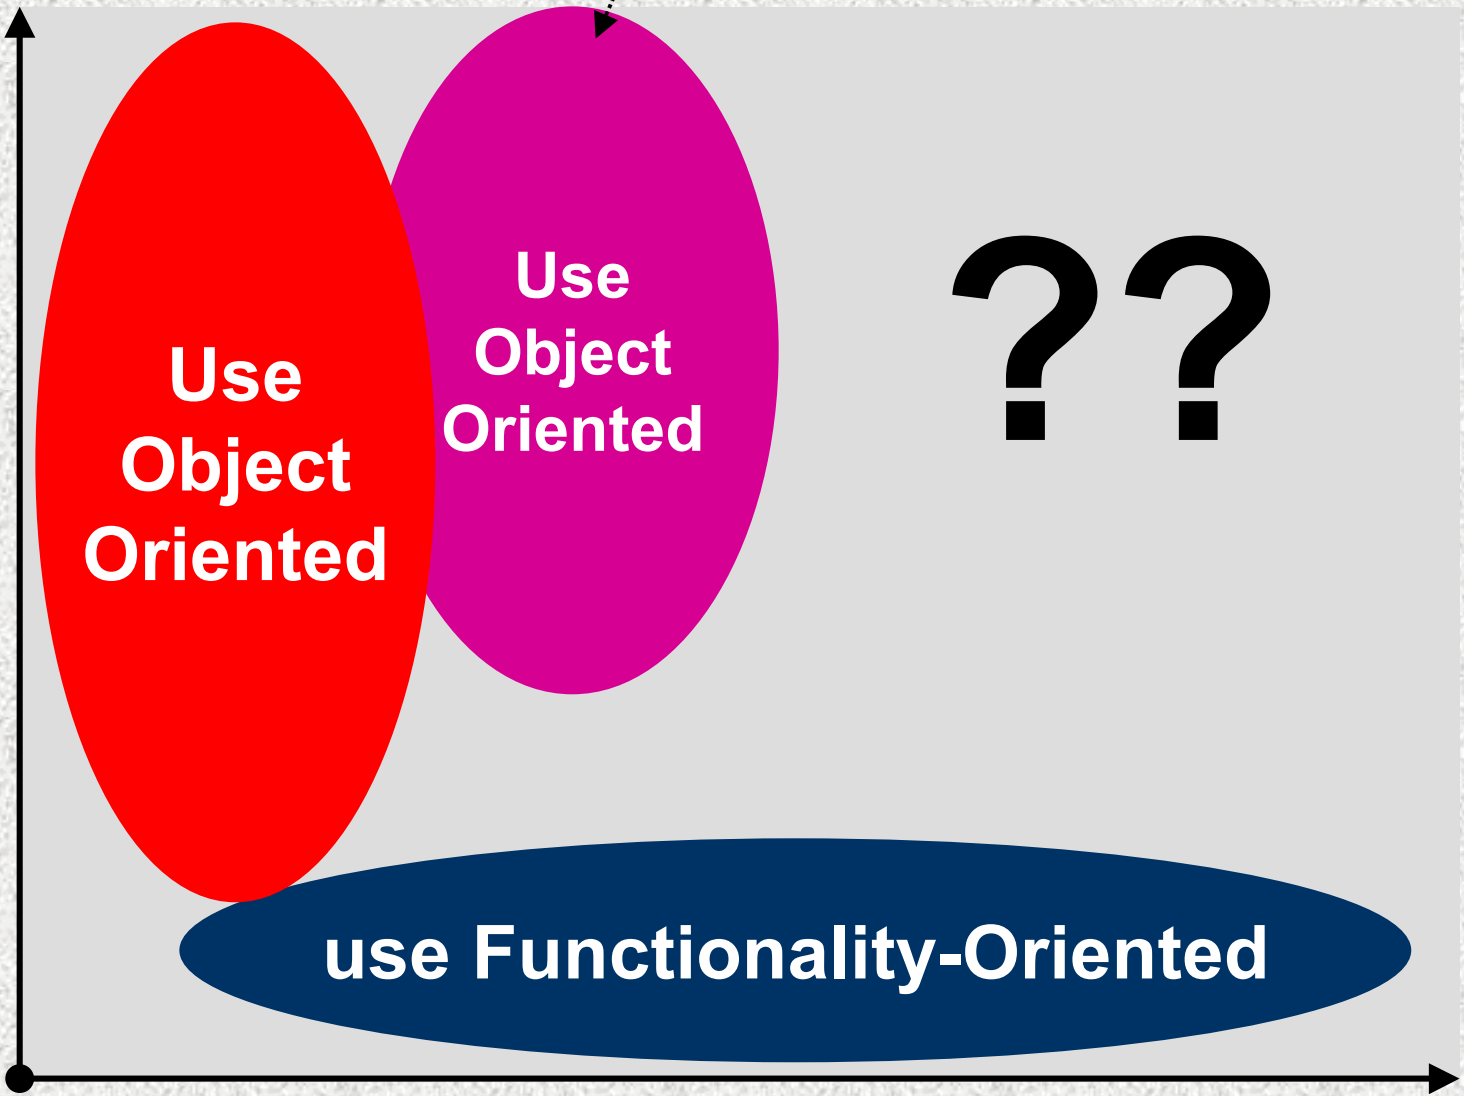 Use
Object
Oriented
Use
Object
Oriented
??
use Functionality-Oriented